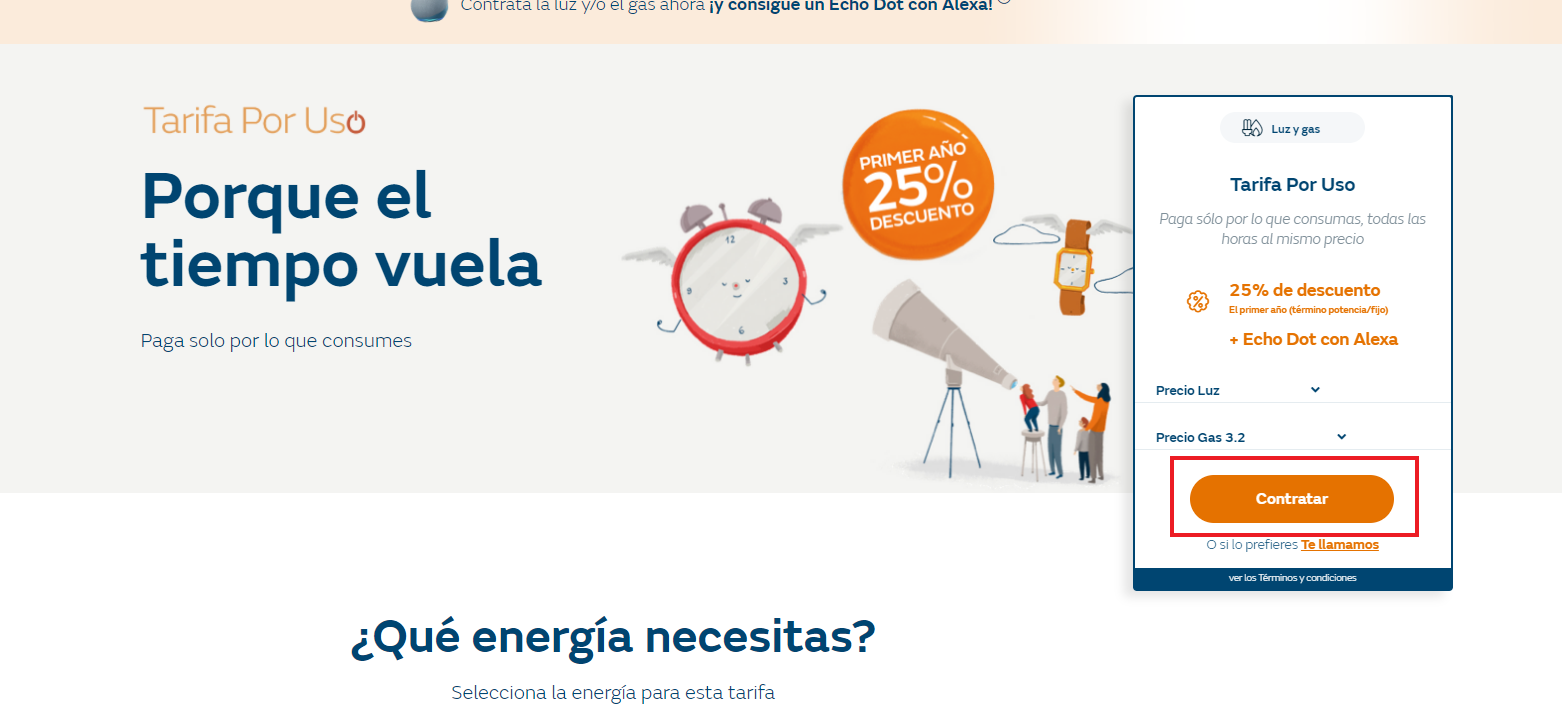 Contrata la luz y/o el gas ahora ¡y consigue un Echo Dot con Alexa!
Tarifa Por Uso
Porque el
tiempo vuela
Paga solo por lo que consumes
PRIMER AÑO
25%
DESCUENTO
12
3
6
9
Luz y gas
Tarifa Por Uso
Paga sólo por lo que consumas, todas las
horas al mismo precio
25% de descuento
El primer año (término potencia/fijo)
+ Echo Dot con Alexa
Precio Luz
Precio Gas 3.2
Contratar
O si lo prefieres Te llamamos
ver los Términos y condiciones
¿Qué energía necesitas?
Selecciona la energía para esta tarifa